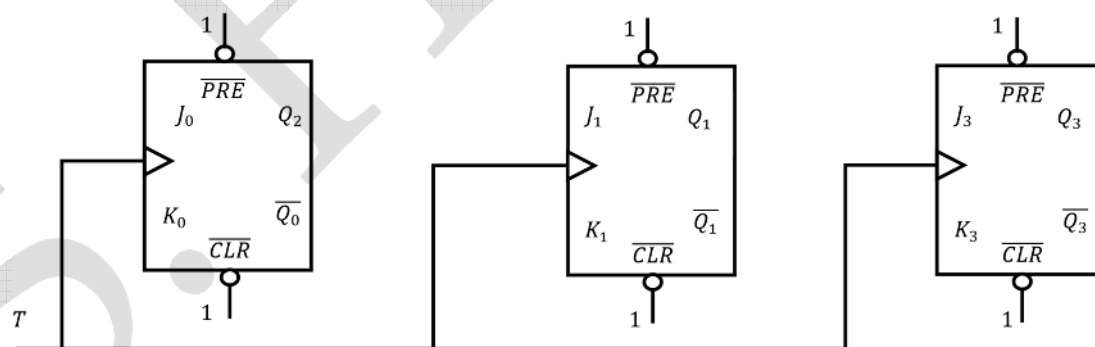 1 1 1
PRE PRE PRE
J₀ Q₂ J₁ Q₁ J₃ Q₃
K₀ Q₀ K₁ Q₁ K₃ Q₃
CLR CLR CLR
T 1 1 1